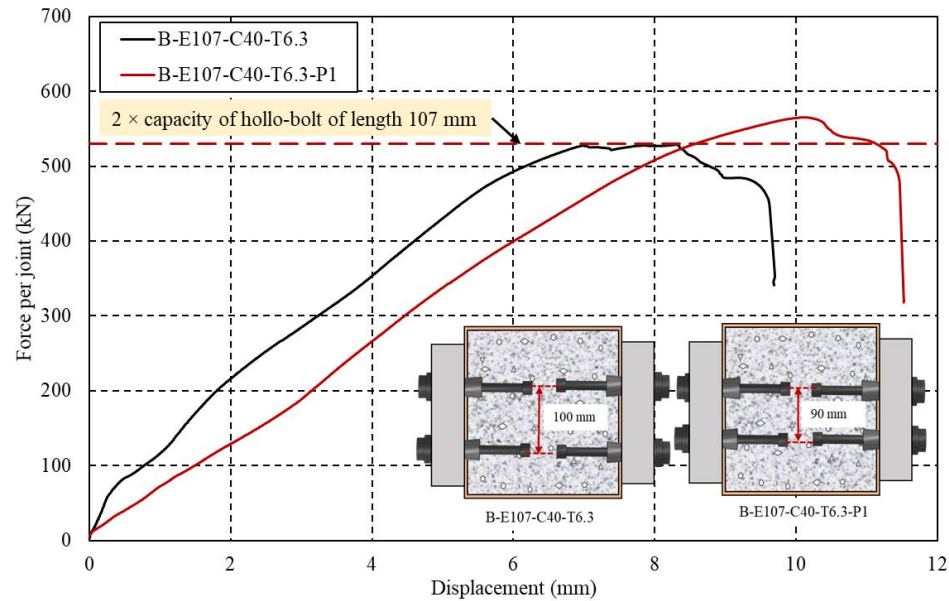 700
B-E107-C40-T6.3
B-E107-C40-T6.3-P1
600
2 × capacity of hollo-bolt of length 107 mm
500
400
300
200
100
0
Force per joint (kN)
100 mm
90 mm
B-E107-C40-T6.3
B-E107-C40-T6.3-P1
0 2 4 6 8 10 12
Displacement (mm)